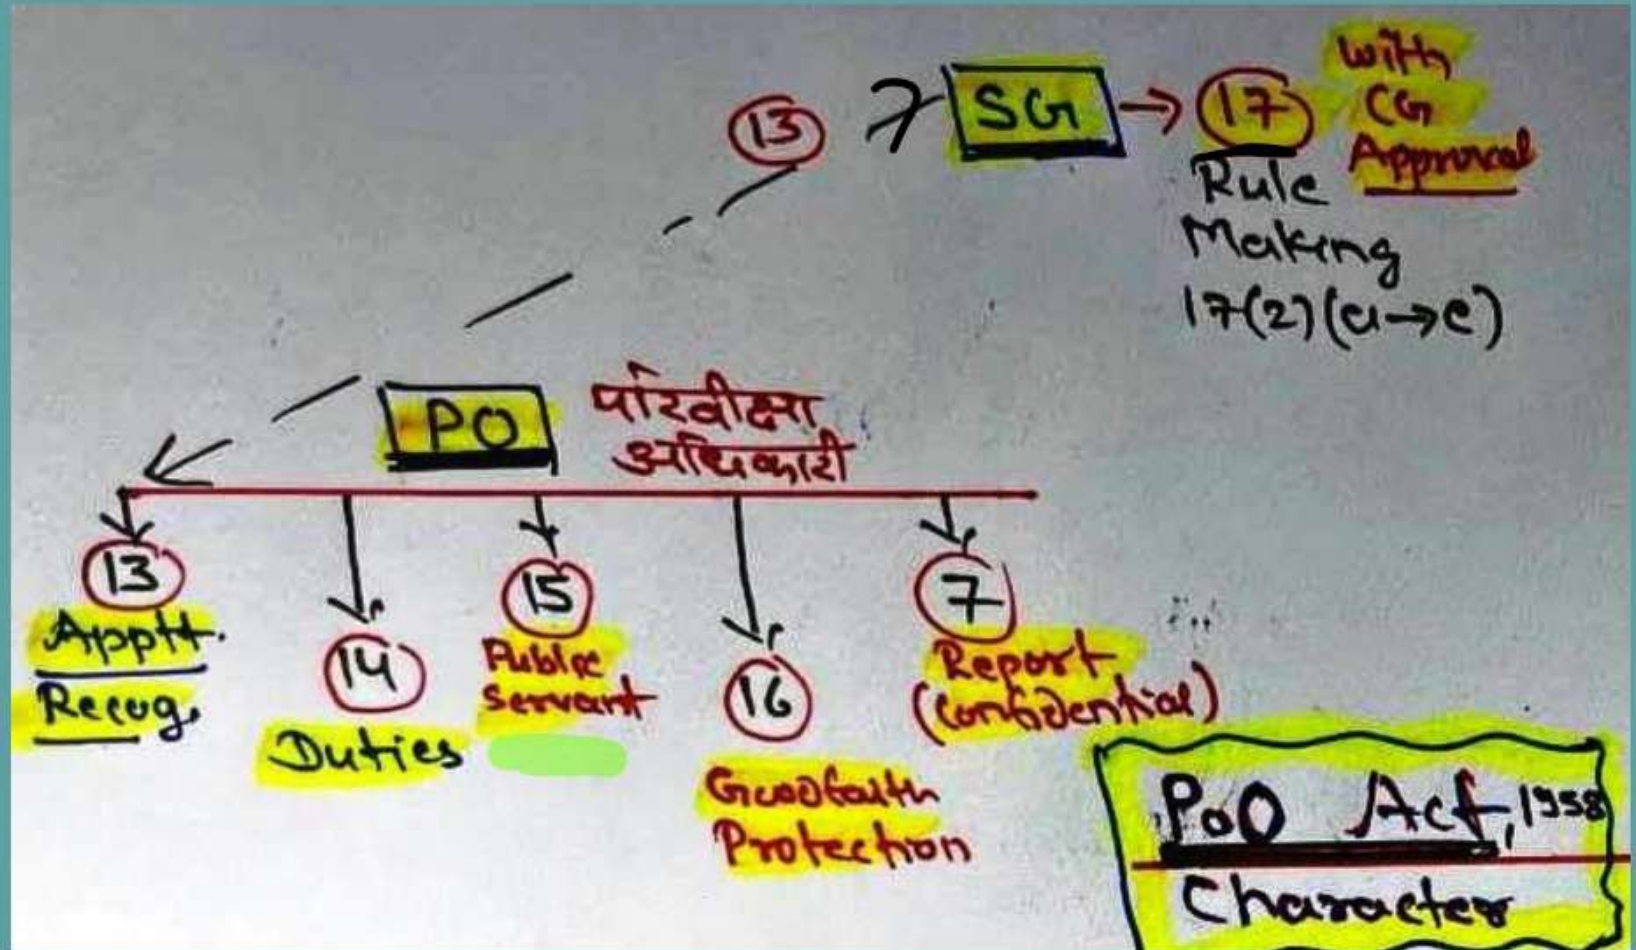 13
SG → 17
with
CG
Approval
Rule
Making
17(2)(a→e)
PO
परिवीक्षा
अधिकारी
13
Apptt.
Recog.
14
Duties
15
Public
Servant
16
Goodfaith
Protection
7
Report
(Confidential)
PoO Act, 1958
Character